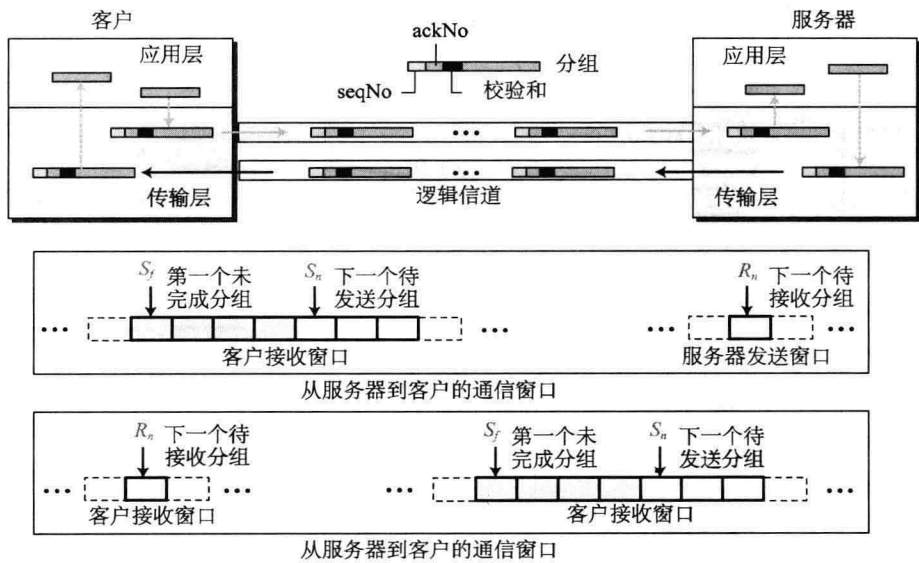 客户
服务器
ackNo
应用层
分组
应用层
seqNo
校验和
传输层
逻辑信道
传输层
S_f 第一个未
完成分组
S_n 下一个待
发送分组
R_n 下一个待
接收分组
客户接收窗口
服务器发送窗口
从服务器到客户的通信窗口
R_n 下一个待
接收分组
S_f 第一个未
完成分组
S_n 下一个待
发送分组
客户接收窗口
客户接收窗口
从服务器到客户的通信窗口